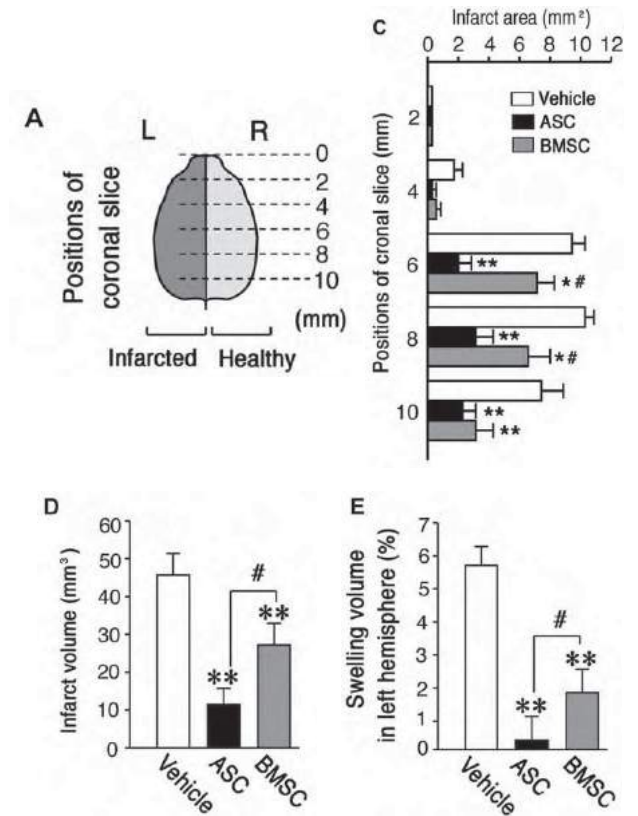 A
L
R
Positions of
coronal slice
0
2
4
6
8
10
(mm)
Infarcted
Healthy
C
Infarct area (mm²)
0 2 4 6 8 10 12
Positions of cronal slice (mm)
Vehicle
ASC
BMSC
2
4
6
**
*#
8
**
*#
10
**
**
D
Infarct volume (mm³)
60
50
40
30
20
10
0
**
#
**
Vehicle
ASC
BMSC
E
Swelling volume
in left hemisphere (%)
7
6
5
4
3
2
1
0
**
#
**
Vehicle
ASC
BMSC